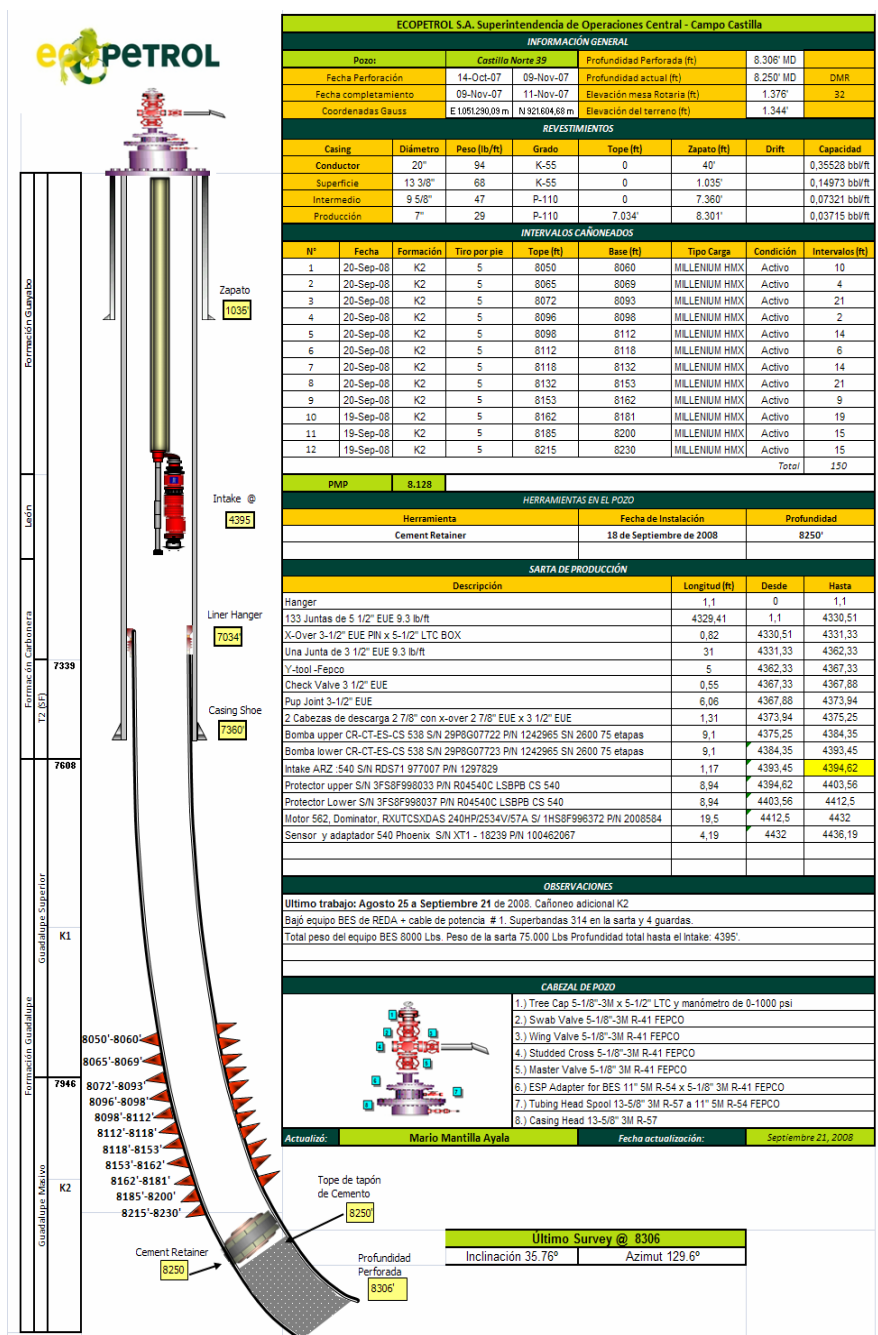 ecopetrol
ECOPETROL S.A. Superintendencia de Operaciones Central - Campo Castilla
INFORMACIÓN GENERAL
Pozo: Castilla Norte 39 Profundidad Perforada (ft) 8.306' MD
Fecha Perforación 14-Oct-07 09-Nov-07 Profundidad actual (ft) 8.250' MD DMR
Fecha completamiento 09-Nov-07 11-Nov-07 Elevación mesa Rotaria (ft) 1.376' 32
Coordenadas Gauss E 1.051.290,09 m N 921.604,68 m Elevación del terreno (ft) 1.344'
REVESTIMIENTOS
Casing Diámetro Peso (lb/ft) Grado Tope (ft) Zapato (ft) Drift Capacidad
Conductor 20" 94 K-55 0 40' 0,35528 bbl/ft
Superficie 13 3/8" 68 K-55 0 1.035' 0,14973 bbl/ft
Intermedio 9 5/8" 47 P-110 0 7.360' 0,07321 bbl/ft
Producción 7" 29 P-110 7.034' 8.301' 0,03715 bbl/ft
INTERVALOS CAÑONEADOS
N° Fecha Formación Tiro por pie Tope (ft) Base (ft) Tipo Carga Condición Intervalos (ft)
1 20-Sep-08 K2 5 8050 8060 MILLENIUM HMX Activo 10
2 20-Sep-08 K2 5 8065 8069 MILLENIUM HMX Activo 4
3 20-Sep-08 K2 5 8072 8093 MILLENIUM HMX Activo 21
4 20-Sep-08 K2 5 8096 8098 MILLENIUM HMX Activo 2
5 20-Sep-08 K2 5 8098 8112 MILLENIUM HMX Activo 14
6 20-Sep-08 K2 5 8112 8118 MILLENIUM HMX Activo 6
7 20-Sep-08 K2 5 8118 8132 MILLENIUM HMX Activo 14
8 20-Sep-08 K2 5 8132 8153 MILLENIUM HMX Activo 21
9 20-Sep-08 K2 5 8153 8162 MILLENIUM HMX Activo 9
10 19-Sep-08 K2 5 8162 8181 MILLENIUM HMX Activo 19
11 19-Sep-08 K2 5 8185 8200 MILLENIUM HMX Activo 15
12 19-Sep-08 K2 5 8215 8230 MILLENIUM HMX Activo 15
Total 150
PMP 8.128
HERRAMIENTAS EN EL POZO
Herramienta Fecha de Instalación Profundidad
Cement Retainer 18 de Septiembre de 2008 8250'
SARTA DE PRODUCCIÓN
Descripción Longitud (ft) Desde Hasta
Hanger 1,1 0 1,1
133 Juntas de 5 1/2" EUE 9.3 lb/ft 4329,41 1,1 4330,51
X-Over 3-1/2" EUE PIN x 5-1/2" LTC BOX 0,82 4330,51 4331,33
Una Junta de 3 1/2" EUE 9.3 lb/ft 31 4331,33 4362,33
Y-tool -Fepco 5 4362,33 4367,33
Check Valve 3 1/2" EUE 0,55 4367,33 4367,88
Pup Joint 3-1/2" EUE 6,06 4367,88 4373,94
2 Cabezas de descarga 2 7/8" con x-over 2 7/8" EUE x 3 1/2" EUE 1,31 4373,94 4375,25
Bomba upper CR-CT-ES-CS 538 S/N 29P8G07722 P/N 1242965 SN 2600 75 etapas 9,1 4375,25 4384,35
Bomba lower CR-CT-ES-CS 538 S/N 29P8G07723 P/N 1242965 SN 2600 75 etapas 9,1 4384,35 4393,45
Intake ARZ :540 S/N RDS71 977007 P/N 1297829 1,17 4393,45 4394,62
Protector upper S/N 3FS8F998033 P/N R04540C LSBPB CS 540 8,94 4394,62 4403,56
Protector Lower S/N 3FS8F998037 P/N R04540C LSBPB CS 540 8,94 4403,56 4412,5
Motor 562, Dominator, RXUTCSXDAS 240HP/2534V/57A S/ 1HS8F996372 P/N 2008584 19,5 4412,5 4432
Sensor y adaptador 540 Phoenix S/N XT1 - 18239 P/N 100462067 4,19 4432 4436,19
OBSERVACIONES
Ultimo trabajo: Agosto 25 a Septiembre 21 de 2008. Cañoneo adicional K2
Bajó equipo BES de REDA + cable de potencia # 1. Superbandas 314 en la sarta y 4 guardas.
Total peso del equipo BES 8000 Lbs. Peso de la sarta 75.000 Lbs Profundidad total hasta el Intake: 4395'.
CABEZAL DE POZO
1.) Tree Cap 5-1/8"-3M x 5-1/2" LTC y manómetro de 0-1000 psi
2.) Swab Valve 5-1/8"-3M R-41 FEPCO
3.) Wing Valve 5-1/8"-3M R-41 FEPCO
4.) Studded Cross 5-1/8"-3M R-41 FEPCO
5.) Master Valve 5-1/8" 3M R-41 FEPCO
6.) ESP Adapter for BES 11" 5M R-54 x 5-1/8" 3M R-41 FEPCO
7.) Tubing Head Spool 13-5/8" 3M R-57 a 11" 5M R-54 FEPCO
8.) Casing Head 13-5/8" 3M R-57
Actualizó: Mario Mantilla Ayala Fecha actualización: Septiembre 21, 2008
Último Survey @ 8306
Inclinación 35.76º Azimut 129.6º
Formación Guayabo
León
Formación Carbonera
T2 (SF)
Formación Guadalupe
Guadalupe Superior
Guadalupe Masivo
7339
7608
K1
7946
K2
Zapato
1035'
Intake @
4395
Liner Hanger
7034'
Casing Shoe
7360'
8050'-8060'
8065'-8069'
8072'-8093'
8096'-8098'
8098'-8112'
8112'-8118'
8118'-8153'
8153'-8162'
8162'-8181'
8185'-8200'
8215'-8230'
Tope de tapón
de Cemento
8250'
Cement Retainer
8250
Profundidad
Perforada
8306'